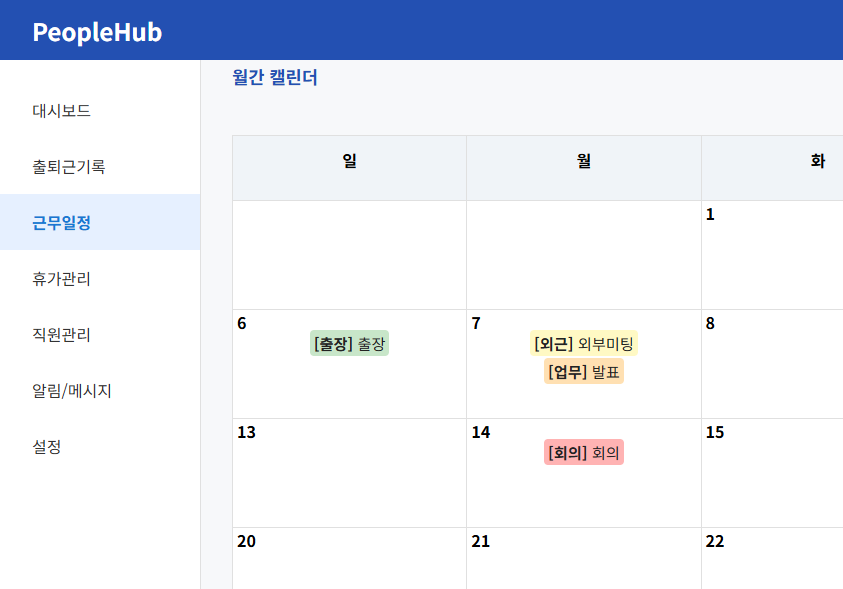 PeopleHub
대시보드
출퇴근기록
근무일정
휴가관리
직원관리
알림/메시지
설정
월간 캘린더
일 월 화
1
6 7 8
[출장] 출장 [외근] 외부미팅
[업무] 발표
13 14 15
[회의] 회의
20 21 22